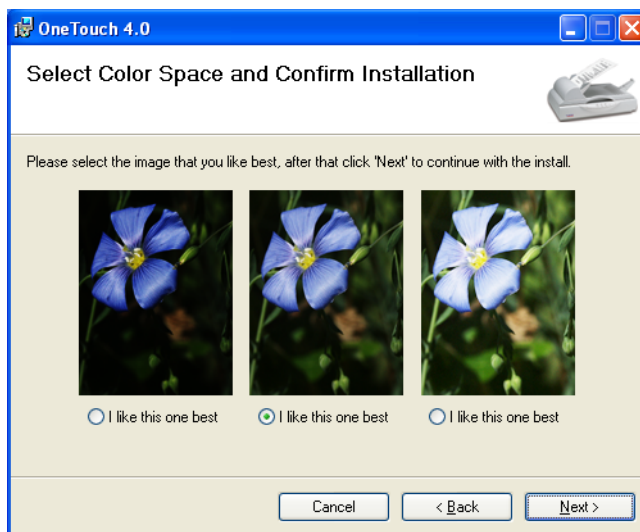 OneTouch 4.0
Select Color Space and Confirm Installation
Please select the image that you like best, after that click 'Next' to continue with the install.
I like this one best
I like this one best
I like this one best
Cancel
< Back
Next >